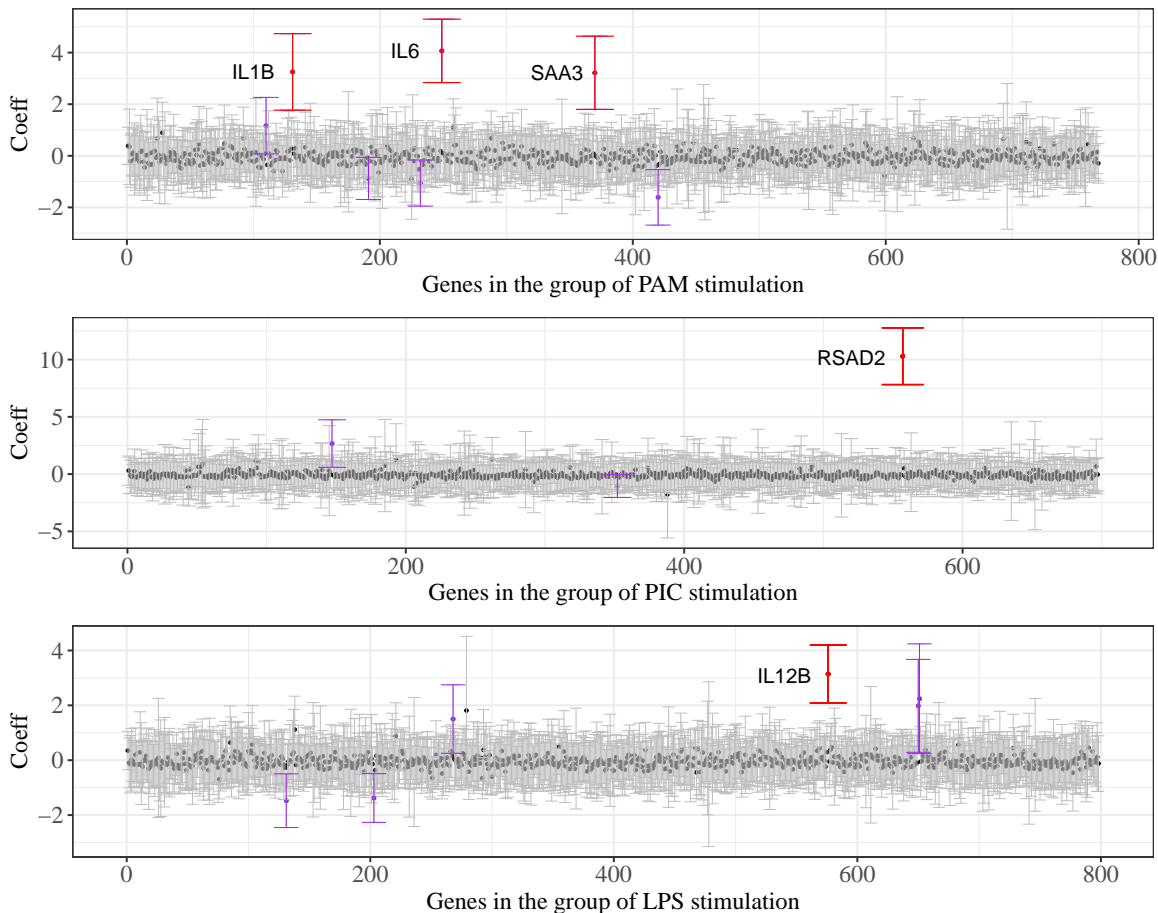 Coeff
4
2
0
−2
IL1B
IL6
SAA3
0
200
400
600
800
Genes in the group of PAM stimulation
Coeff
10
5
0
−5
RSAD2
0
200
400
600
Genes in the group of PIC stimulation
Coeff
4
2
0
−2
IL12B
0
200
400
600
800
Genes in the group of LPS stimulation